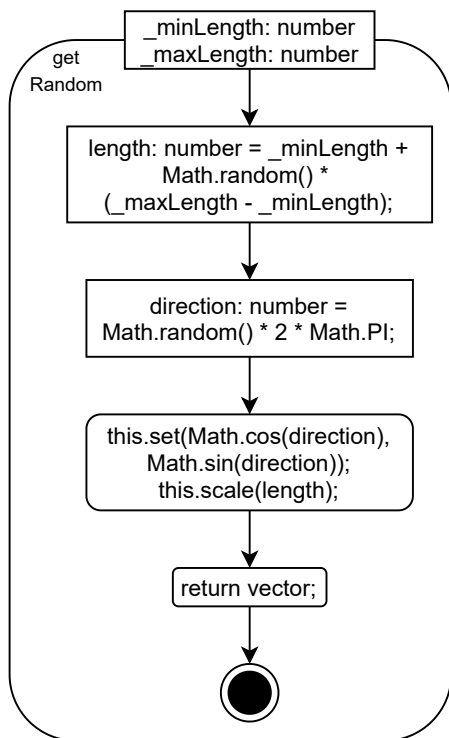 _minLength: number
_maxLength: number
get
Random
length: number = _minLength +
Math.random() *
(_maxLength - _minLength);
direction: number =
Math.random() * 2 * Math.PI;
this.set(Math.cos(direction),
Math.sin(direction));
this.scale(length);
return vector;